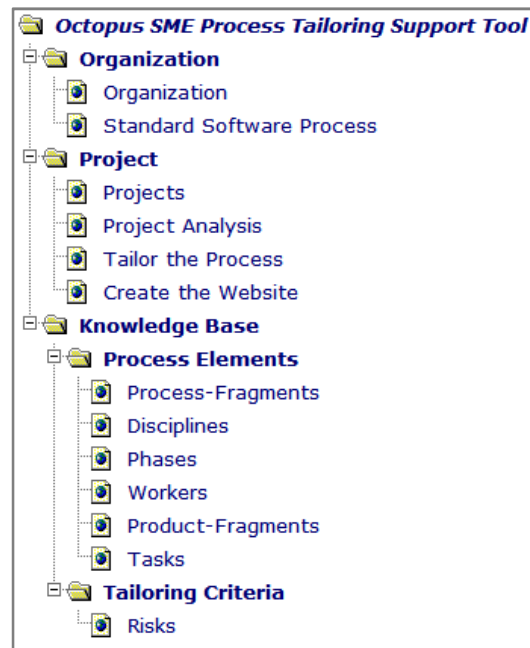 Octopus SME Process Tailoring Support Tool
Organization
Organization
Standard Software Process
Project
Projects
Project Analysis
Tailor the Process
Create the Website
Knowledge Base
Process Elements
Process-Fragments
Disciplines
Phases
Workers
Product-Fragments
Tasks
Tailoring Criteria
Risks